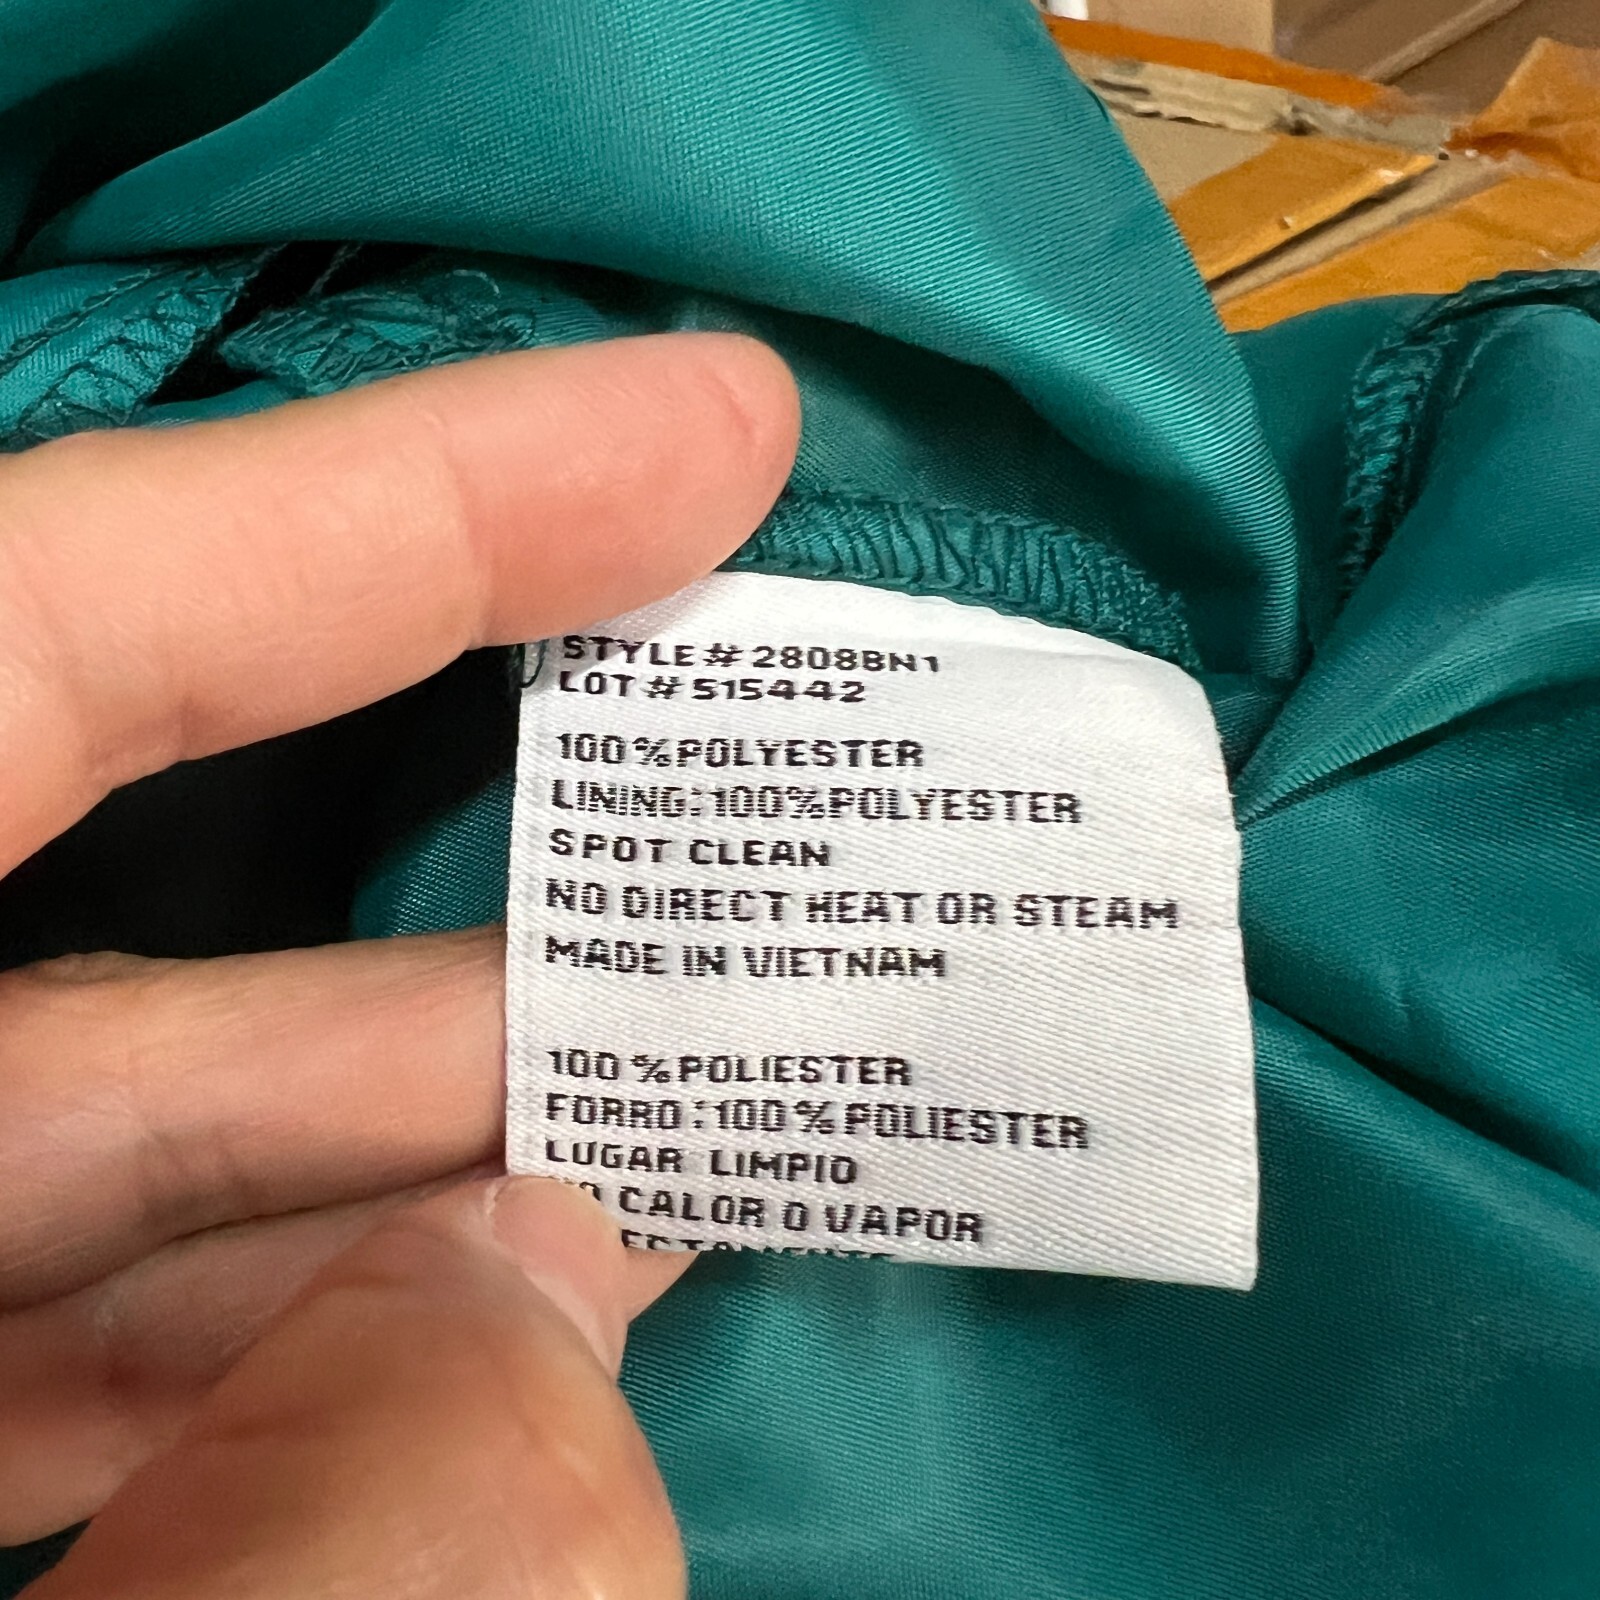 STYLE # 2808BN1
LOT # 515442
100 % POLYESTER
LINING: 100% POLYESTER
SPOT CLEAN
NO DIRECT HEAT OR STEAM
MADE IN VIETNAM
100 % POLIESTER
FORRO : 100 % POLIESTER
LUGAR LIMPIO
CALOR O VAPOR